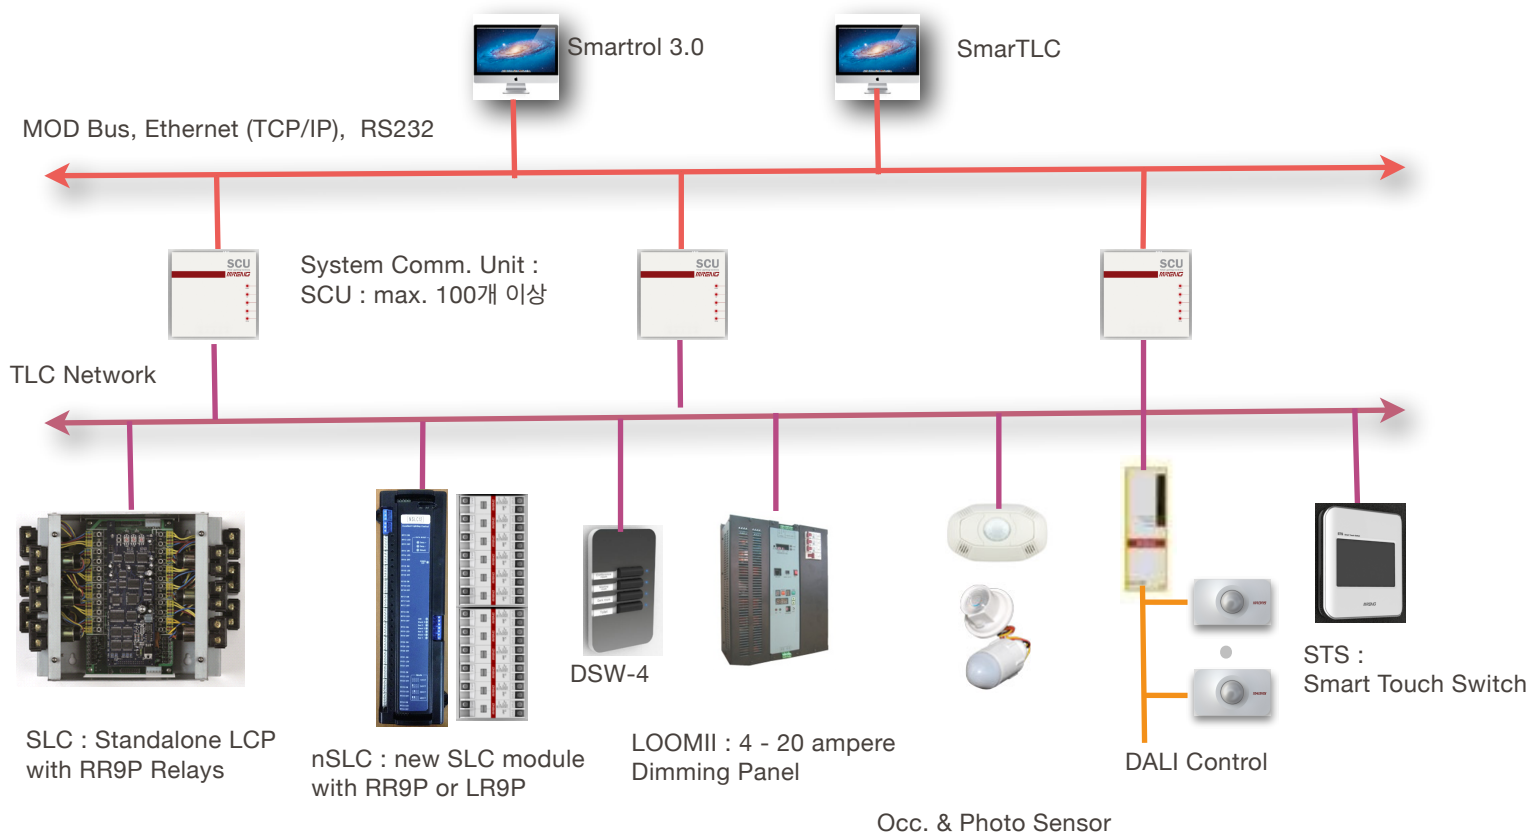 Smartrol 3.0
SmarTLC
MOD Bus, Ethernet (TCP/IP), RS232
SCU
System Comm. Unit :
SCU : max. 100개 이상
SCU
SCU
TLC Network
DSW-4
STS :
Smart Touch Switch
SLC : Standalone LCP
with RR9P Relays
nSLC : new SLC module
with RR9P or LR9P
LOOMII : 4 - 20 ampere
Dimming Panel
DALI Control
Occ. & Photo Sensor